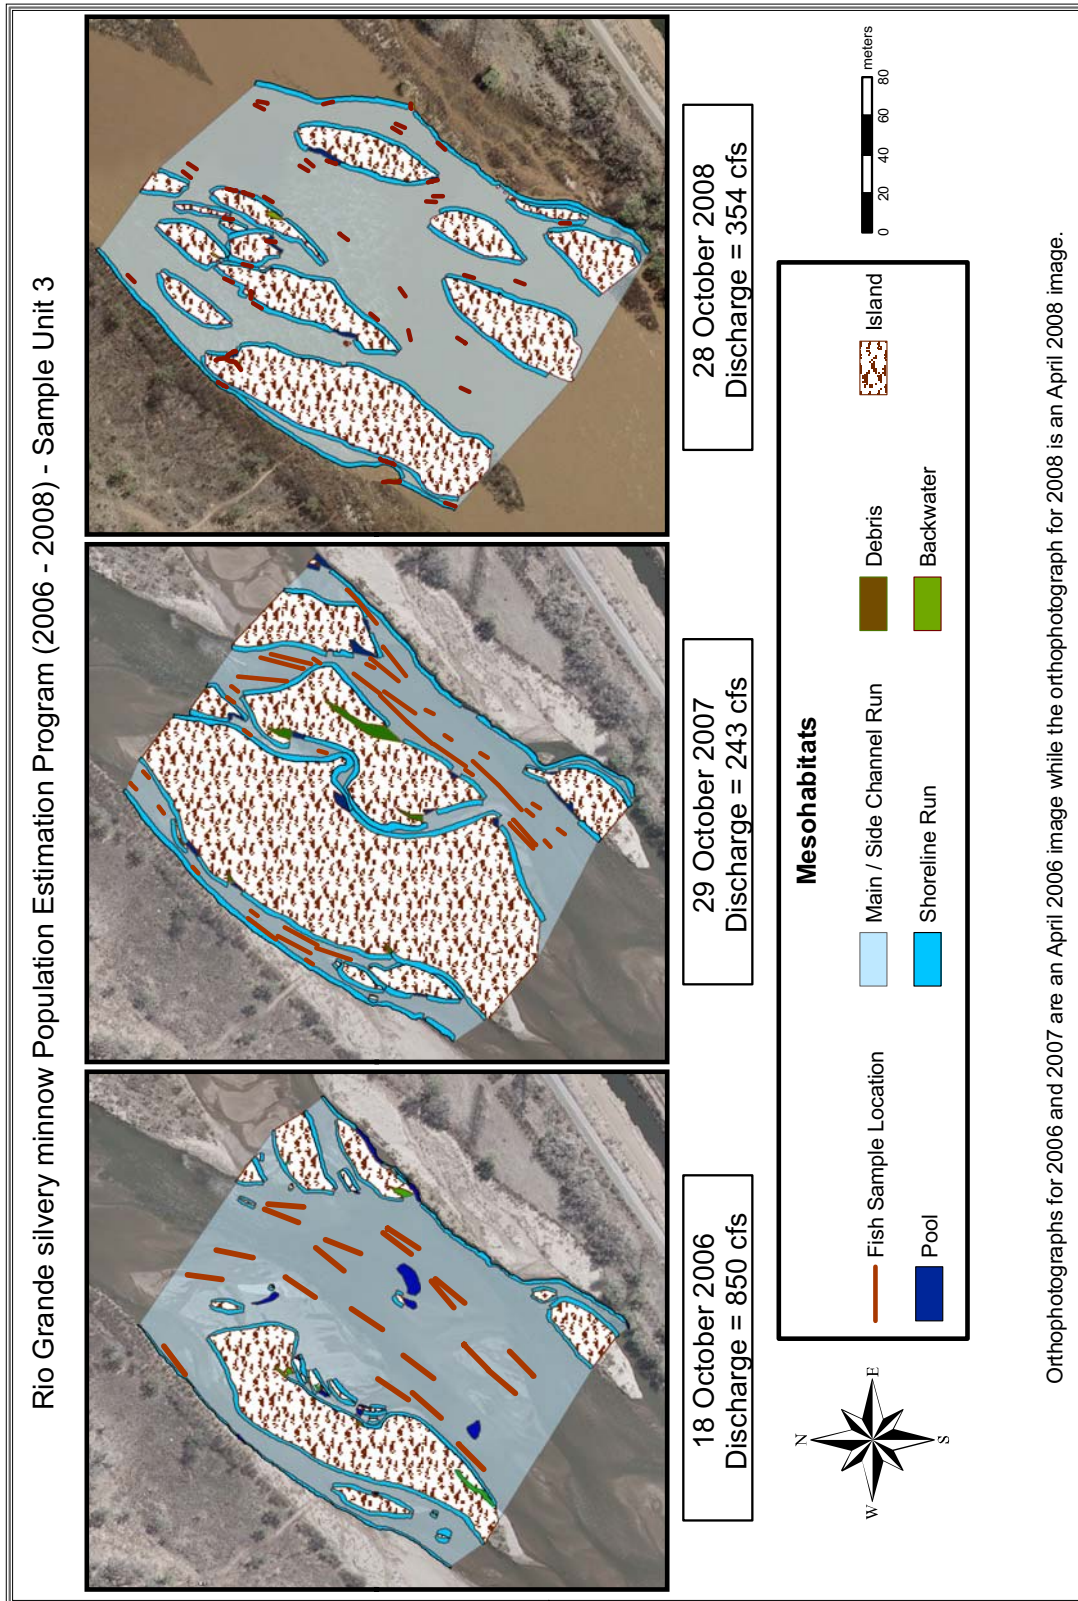 Rio Grande silvery minnow Population Estimation Program (2006 - 2008) - Sample Unit 3
18 October 2006
Discharge = 850 cfs
29 October 2007
Discharge = 243 cfs
28 October 2008
Discharge = 354 cfs
N
W
E
S
Mesohabitats
Fish Sample Location
Main / Side Channel Run
Debris
Island
Pool
Shoreline Run
Backwater
0 20 40 60 80
meters
Orthophotographs for 2006 and 2007 are an April 2006 image while the orthophotograph for 2008 is an April 2008 image.